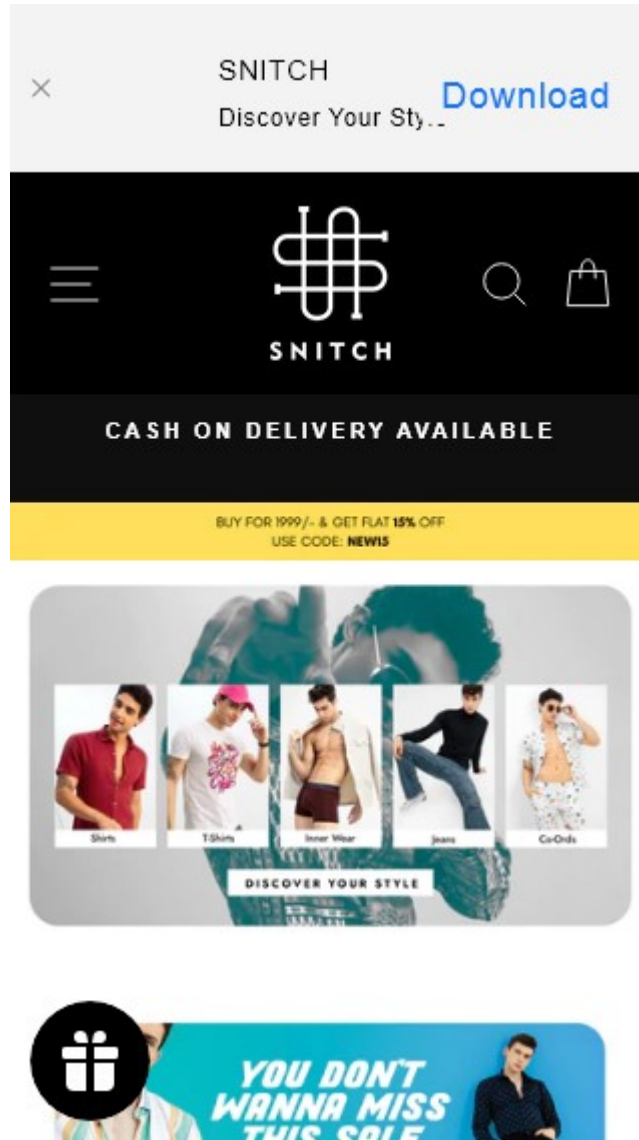 SNITCH
Discover Your Sty...
Download
SNITCH
CASH ON DELIVERY AVAILABLE
BUY FOR 1999/- & GET FLAT 15% OFF
USE CODE: NEW15
Shirts
T-Shirts
Inner Wear
Jeans
Co-Ords
DISCOVER YOUR STYLE
YOU DON'T
WANNA MISS
THIS SALE